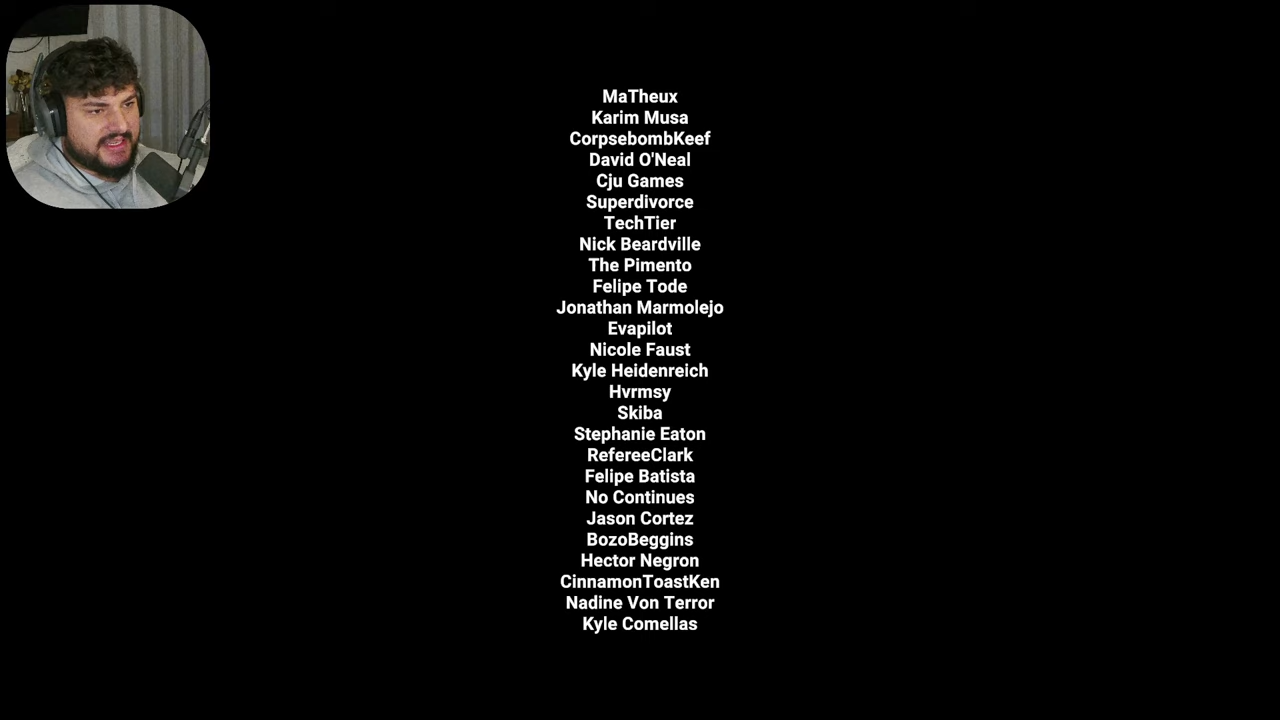 MaTheux
Karim Musa
CorpsebombKeef
David O'Neal
Cju Games
Superdivorce
TechTier
Nick Beardville
The Pimento
Felipe Tode
Jonathan Marmolejo
Evapilot
Nicole Faust
Kyle Heidenreich
Hvrmsy
Skiba
Stephanie Eaton
RefereeClark
Felipe Batista
No Continues
Jason Cortez
BozoBeggins
Hector Negron
CinnamonToastKen
Nadine Von Terror
Kyle Comellas